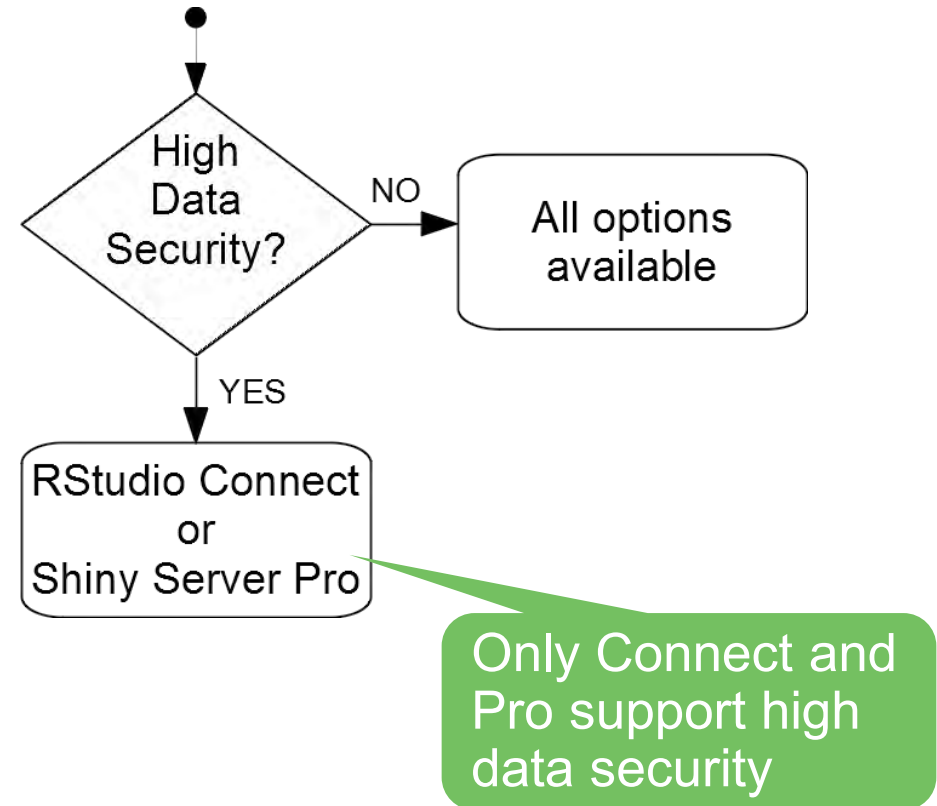 High
Data
Security?
NO
All options
available
YES
RStudio Connect
or
Shiny Server Pro
Only Connect and
Pro support high
data security